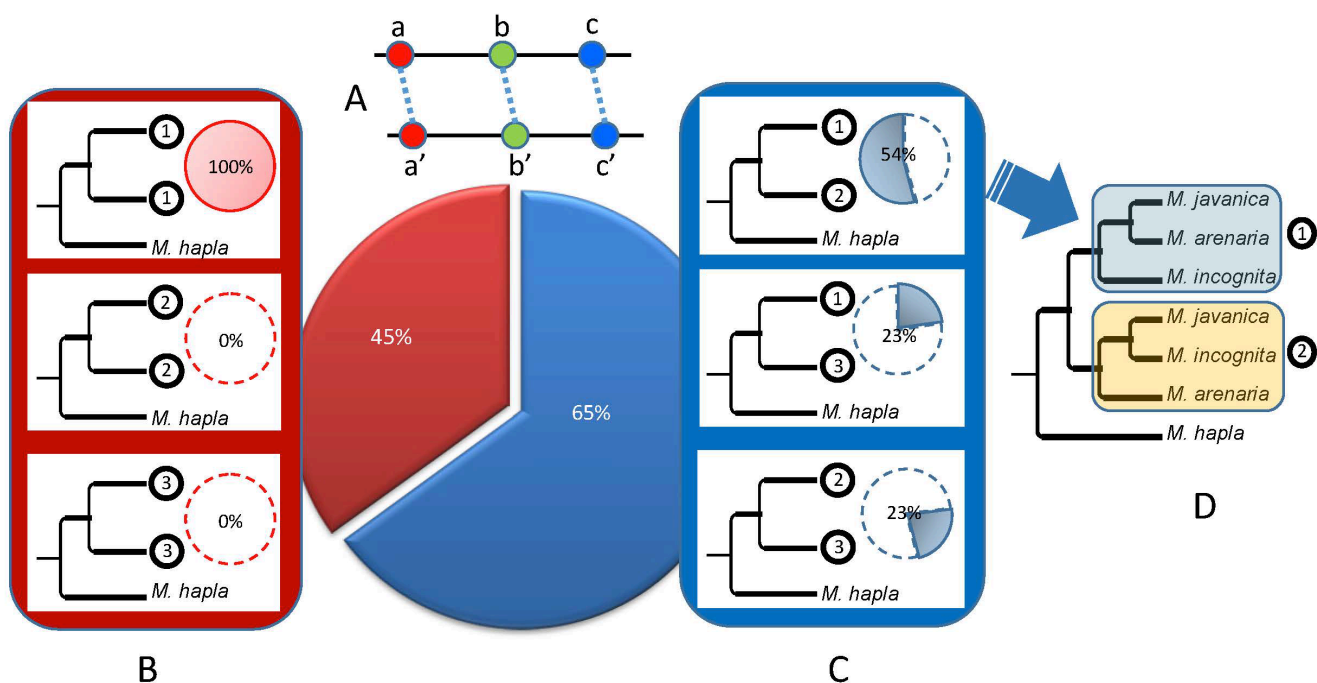 a b c
A
a’ b’ c’
1
100%
1
M. hapla
2
0%
2
M. hapla
3
0%
3
M. hapla
B
45%
65%
1
54%
2
M. hapla
1
23%
3
M. hapla
2
23%
3
M. hapla
C
M. javanica
M. arenaria
1
M. incognita
M. javanica
M. incognita
2
M. arenaria
M. hapla
D